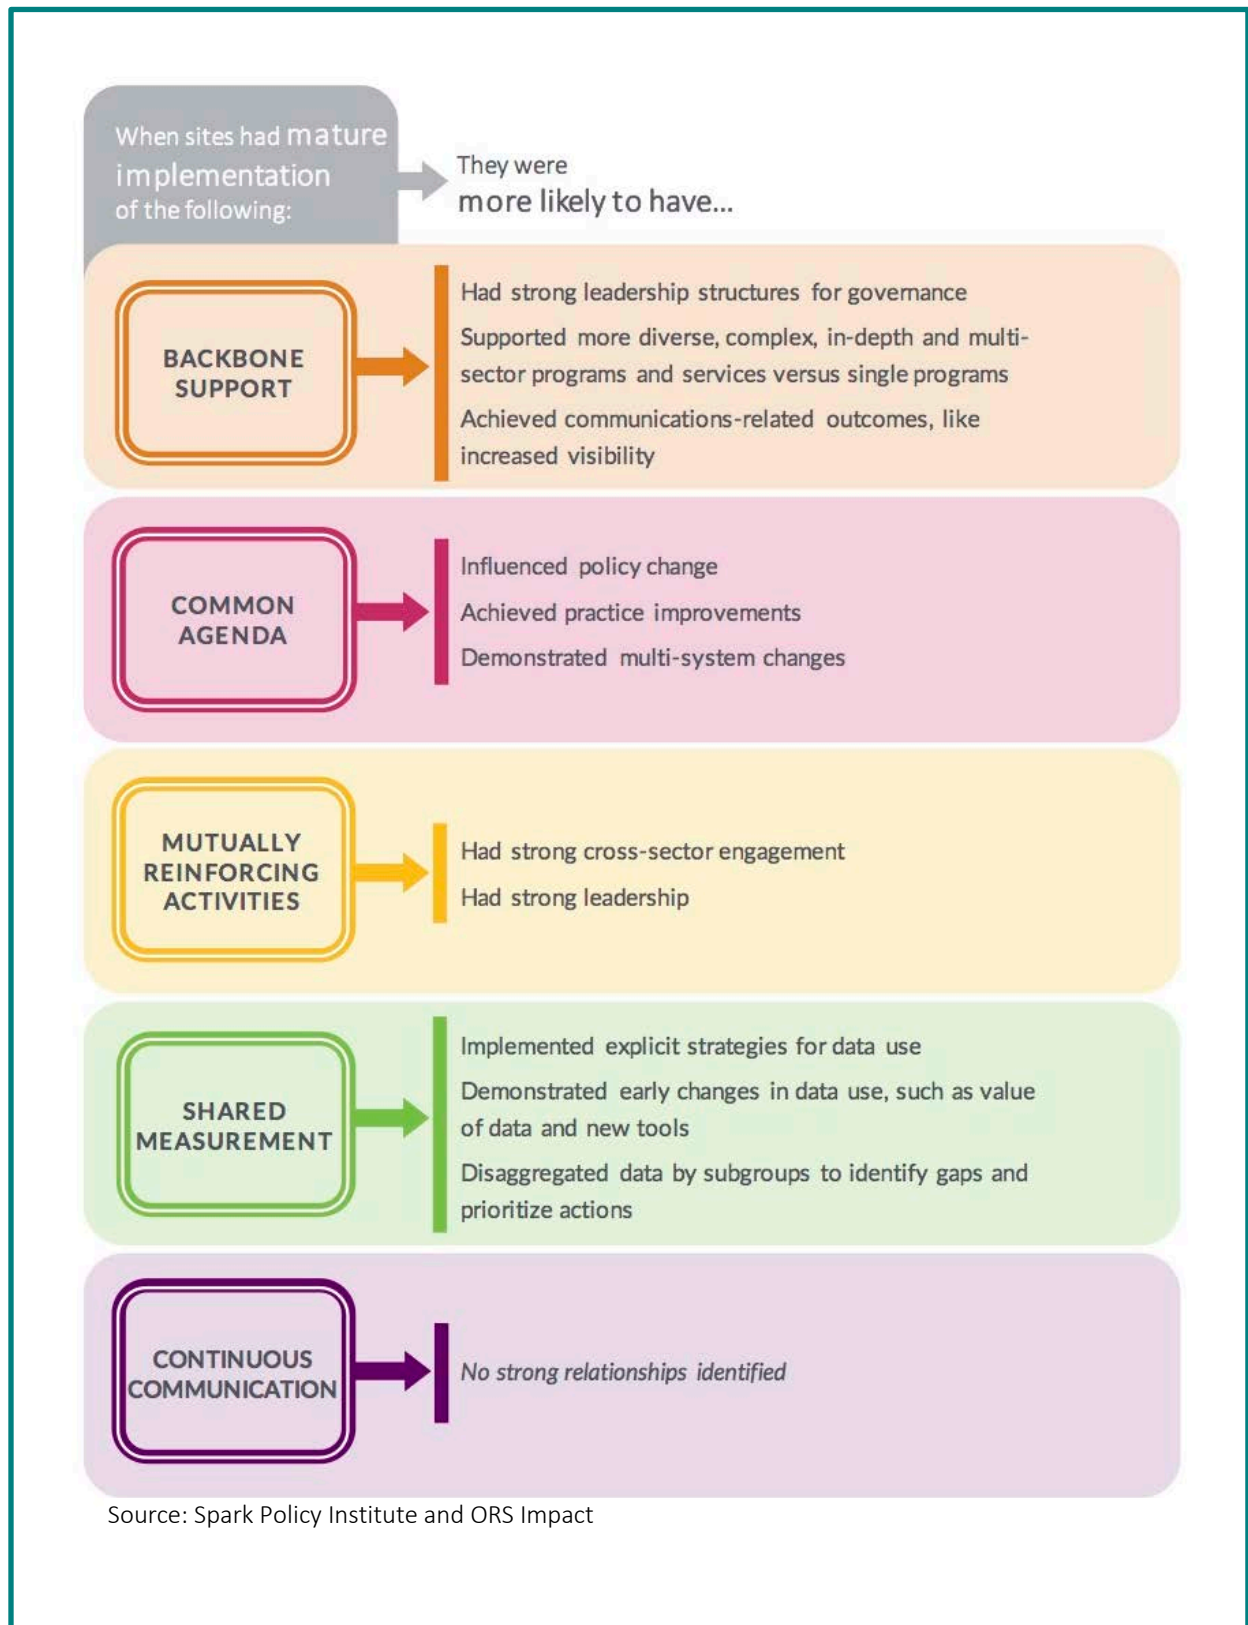 When sites had mature
implementation
of the following:
They were
more likely to have...
BACKBONE
SUPPORT
Had strong leadership structures for governance
Supported more diverse, complex, in-depth and multi-
sector programs and services versus single programs
Achieved communications-related outcomes, like
increased visibility
COMMON
AGENDA
Influenced policy change
Achieved practice improvements
Demonstrated multi-system changes
MUTUALLY
REINFORCING
ACTIVITIES
Had strong cross-sector engagement
Had strong leadership
SHARED
MEASUREMENT
Implemented explicit strategies for data use
Demonstrated early changes in data use, such as value
of data and new tools
Disaggregated data by subgroups to identify gaps and
prioritize actions
CONTINUOUS
COMMUNICATION
No strong relationships identified
Source: Spark Policy Institute and ORS Impact